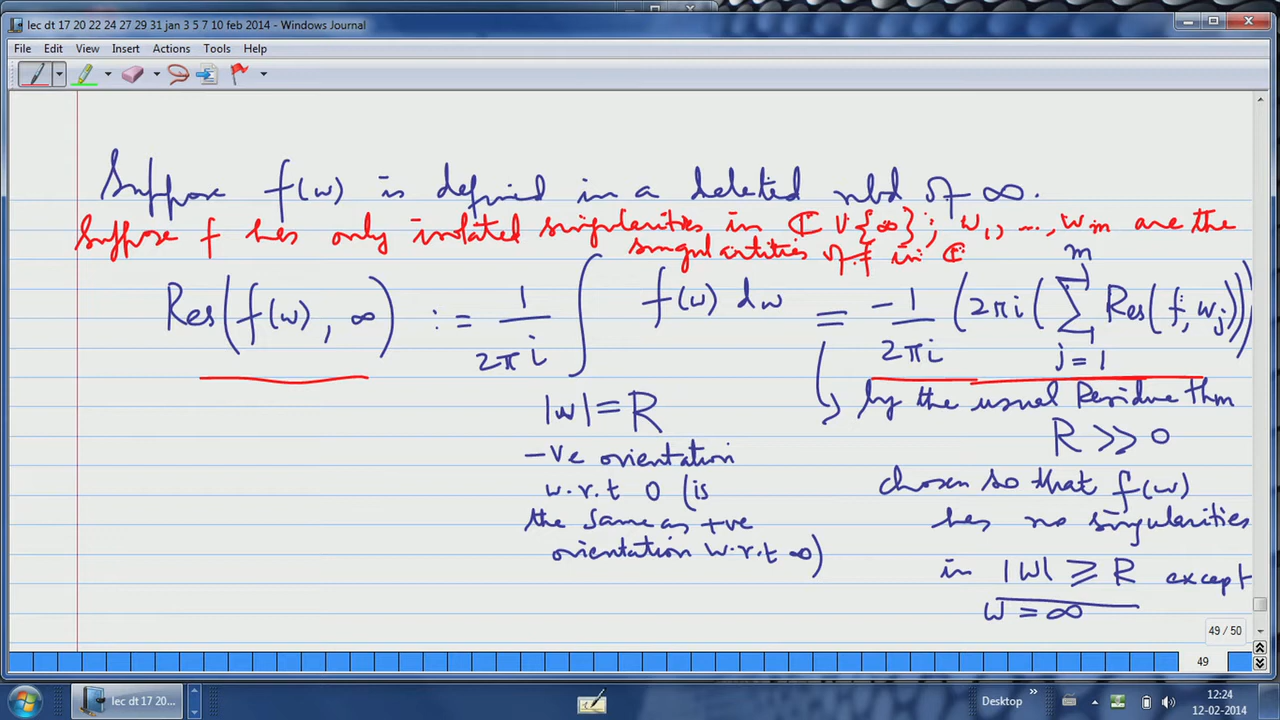 lec dt 17 20 22 24 27 29 31 jan 3 5 7 10 feb 2014 - Windows Journal
File Edit View Insert Actions Tools Help
Suppose f(w) is defined in a deleted nbd of ∞.
Suppose f has only isolated singularities in ℂ ∪ {∞}; w₁, ..., wm are the
singularities of f in ℂ
Res(f(w), ∞) := 1/2πi ∫ f(w) dw = -1/2πi (2πi (∑ j=1 m Res(f, wj)))
|w| = R
-ve orientation
w.r.t 0 (is
the same as +ve
orientation w.r.t ∞)
by the usual Residue thm
R >> 0
chosen so that f(w)
has no singularities
in |w| ≥ R except
w = ∞
49 / 50
49
lec dt 17 20...
Desktop
12:24
12-02-2014